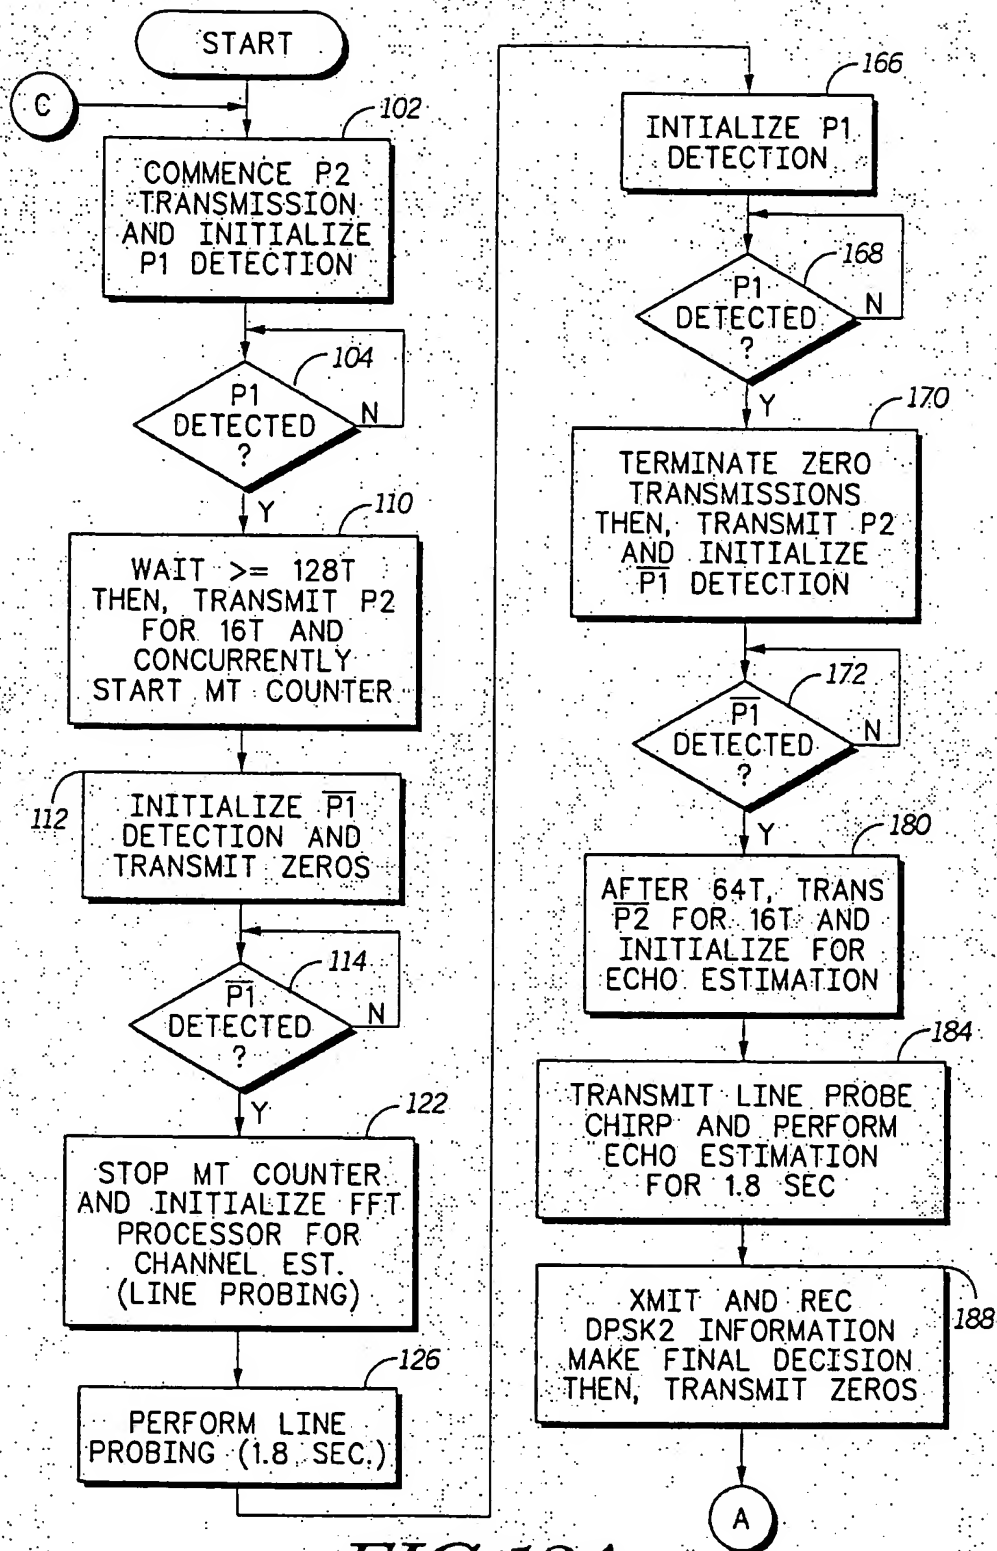 START
C
102
COMMENCE P2
TRANSMISSION
AND INITIALIZE
P1 DETECTION
104
P1
DETECTED
?
N
Y
110
WAIT >= 128T
THEN, TRANSMIT P2
FOR 16T AND
CONCURRENTLY
START MT COUNTER
112
INITIALIZE P̅1̅
DETECTION AND
TRANSMIT ZEROS
114
P̅1̅
DETECTED
?
N
Y
122
STOP MT COUNTER
AND INITIALIZE FFT
PROCESSOR FOR
CHANNEL EST.
(LINE PROBING)
126
PERFORM LINE
PROBING (1.8 SEC.)
166
INTIALIZE P1
DETECTION
168
P1
DETECTED
?
N
Y
170
TERMINATE ZERO
TRANSMISSIONS
THEN, TRANSMIT P2
AND INITIALIZE
P̅1̅ DETECTION
172
P̅1̅
DETECTED
?
N
Y
180
AFTER 64T, TRANS
P̅2̅ FOR 16T AND
INITIALIZE FOR
ECHO ESTIMATION
184
TRANSMIT LINE PROBE
CHIRP AND PERFORM
ECHO ESTIMATION
FOR 1.8 SEC
188
XMIT AND REC
DPSK2 INFORMATION
MAKE FINAL DECISION
THEN, TRANSMIT ZEROS
A